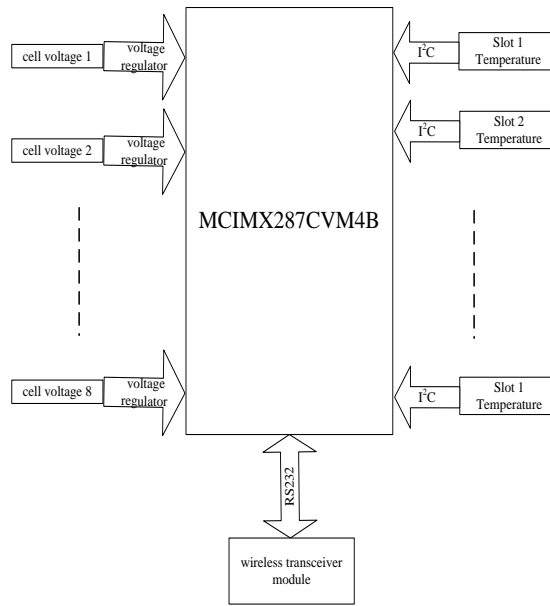 cell voltage 1
voltage
regulator
I²C
Slot 1
Temperature
cell voltage 2
voltage
regulator
I²C
Slot 2
Temperature
MCIMX287CVM4B
cell voltage 8
voltage
regulator
I²C
Slot 1
Temperature
RS232
wireless transceiver
module